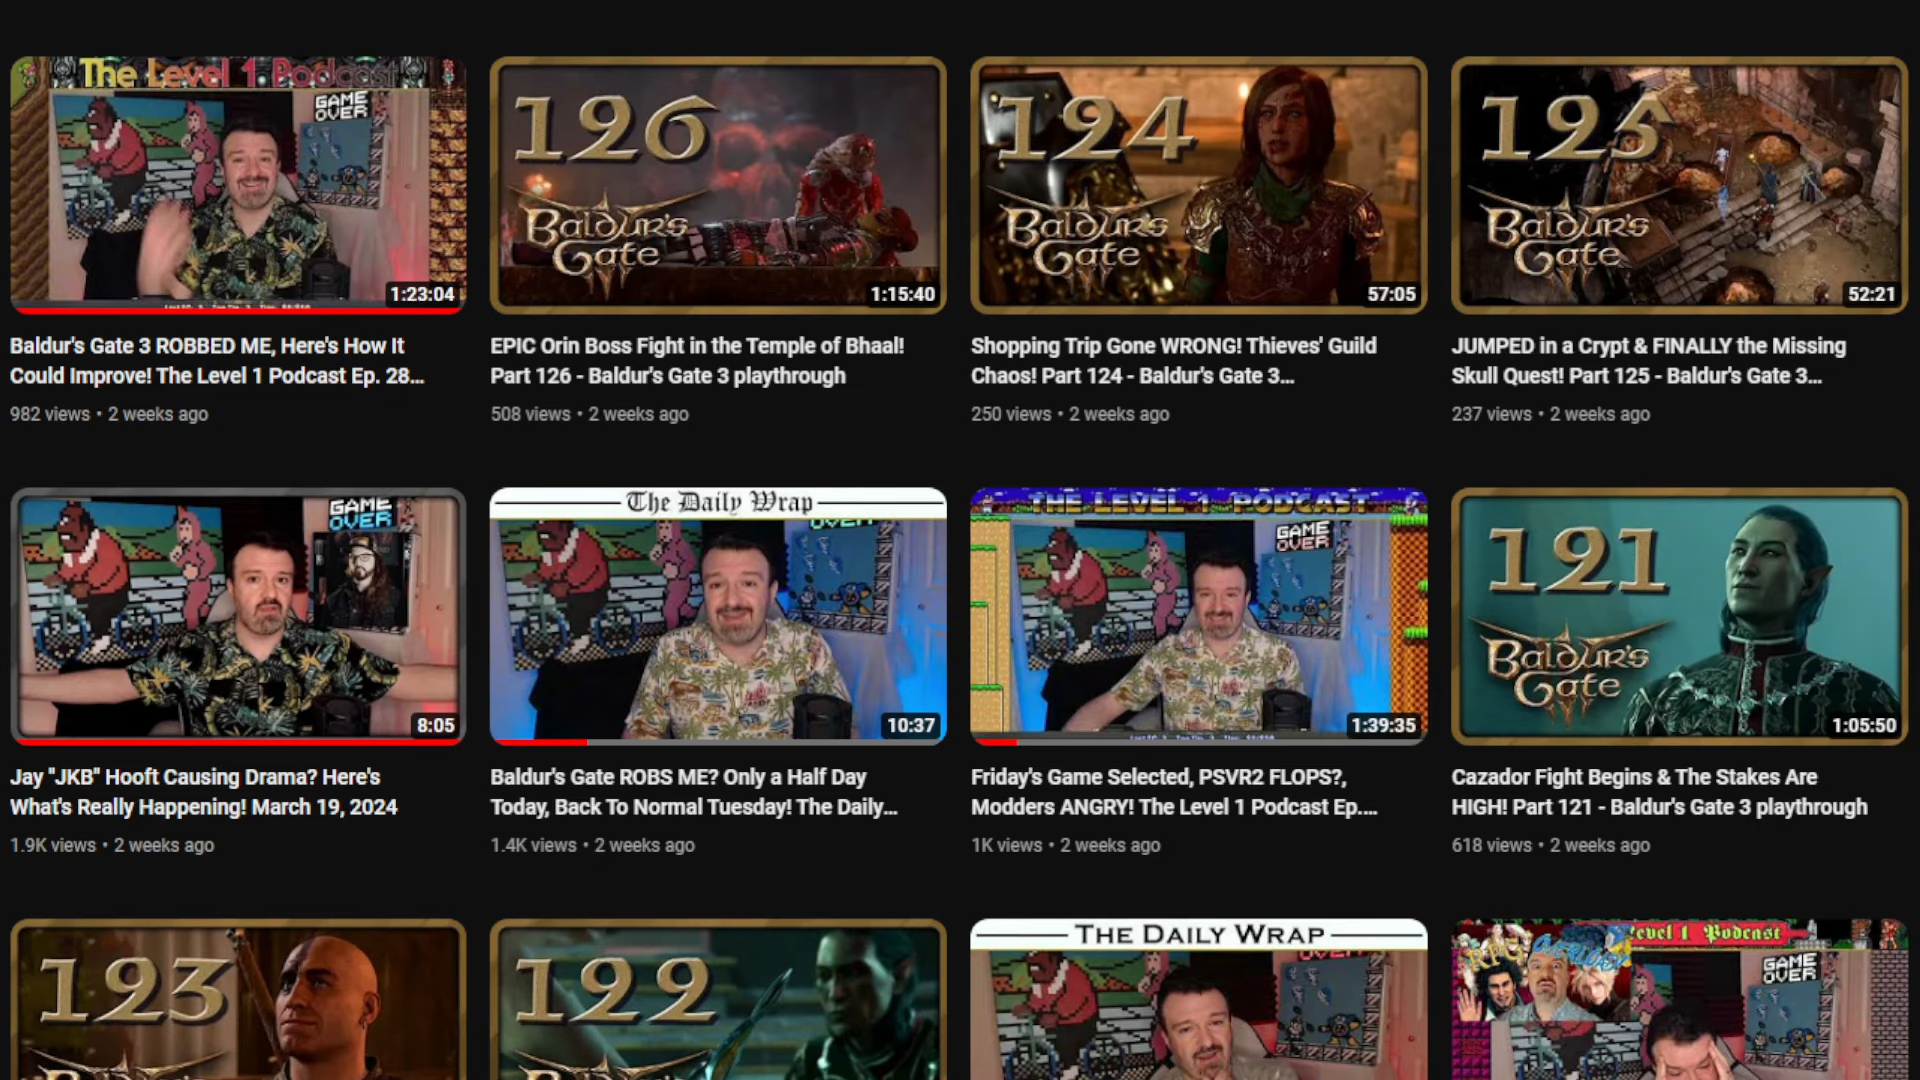 The Level 1 Podcast
GAME
OVER
1:23:04
Baldur's Gate 3 ROBBED ME, Here's How It
Could Improve! The Level 1 Podcast Ep. 28...
982 views • 2 weeks ago
126
Baldur's
Gate
1:15:40
EPIC Orin Boss Fight in the Temple of Bhaal!
Part 126 - Baldur's Gate 3 playthrough
508 views • 2 weeks ago
124
Baldur's
Gate
57:05
Shopping Trip Gone WRONG! Thieves' Guild
Chaos! Part 124 - Baldur's Gate 3...
250 views • 2 weeks ago
125
Baldur's
Gate
52:21
JUMPED in a Crypt & FINALLY the Missing
Skull Quest! Part 125 - Baldur's Gate 3...
237 views • 2 weeks ago
GAME
OVER
8:05
Jay "JKB" Hooft Causing Drama? Here's
What's Really Happening! March 19, 2024
1.9K views • 2 weeks ago
The Daily Wrap
OVER
10:37
Baldur's Gate ROBS ME? Only a Half Day
Today, Back To Normal Tuesday! The Daily...
1.4K views • 2 weeks ago
THE LEVEL 1 PODCAST
GAME
OVER
1:39:35
Friday's Game Selected, PSVR2 FLOPS?,
Modders ANGRY! The Level 1 Podcast Ep....
1K views • 2 weeks ago
121
Baldur's
Gate
1:05:50
Cazador Fight Begins & The Stakes Are
HIGH! Part 121 - Baldur's Gate 3 playthrough
618 views • 2 weeks ago
123
122
THE DAILY WRAP
OVER
Level 1 Podcast
RPG
GAME
OVER